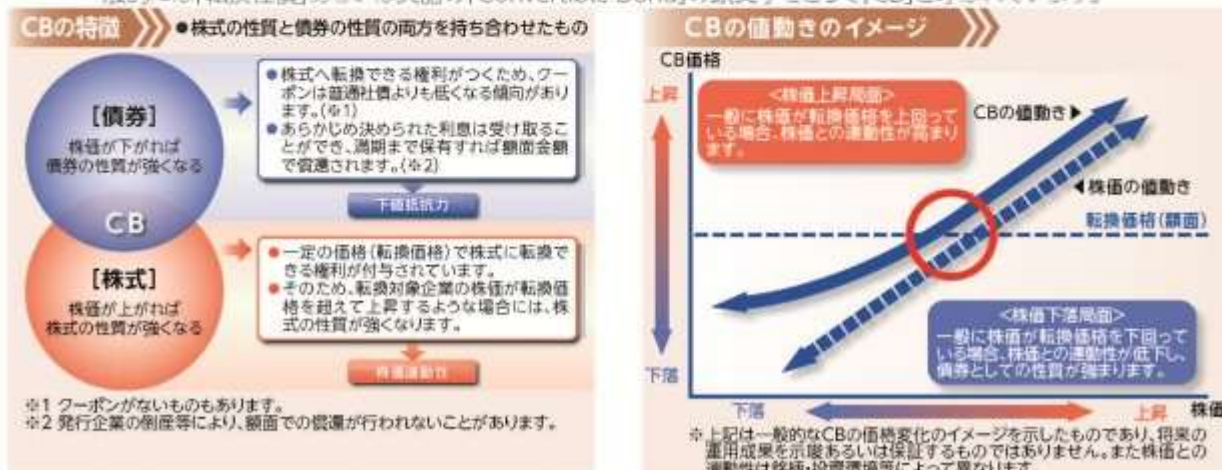 CBの特徴
●株式の性質と債券の性質の両方を持ち合わせたもの
[債券]
株価が下がれば
債券の性質が強くなる
CB
[株式]
株価が上がれば
株式の性質が強くなる
●株式へ転換できる権利がつくため、クー
ポンは普通社債よりも低くなる傾向があり
ます。(※1)
●あらかじめ決められた利息は受け取るこ
とができ、満期まで保有すれば額面金額
で償還されます。(※2)
下値抵抗力
●一定の価格(転換価格)で株式に転換で
きる権利が付与されています。
●そのため、転換対象企業の株価が転換価
格を超えて上昇するような場合には、株
式の性質が強くなります。
株価連動性
※1 クーポンがないものもあります。
※2 発行企業の倒産等により、額面での償還が行われないことがあります。
CBの値動きのイメージ
CB価格
上昇
下落
<株価上昇局面>
一般に株価が転換価格を上回って
いる場合、株価との連動性が高まり
ます。
CBの値動き▶
◀株価の値動き
転換価格(額面)
<株価下落局面>
一般に株価が転換価格を下回って
いる場合、株価との連動性が低下し、
債券としての性質が強まります。
下落
上昇
株価
※上記は一般的なCBの価格変化のイメージを示したものであり、将来の
運用成果を示唆あるいは保証するものではありません。また株価との
連動性は銘柄・投資環境等によって異なります。